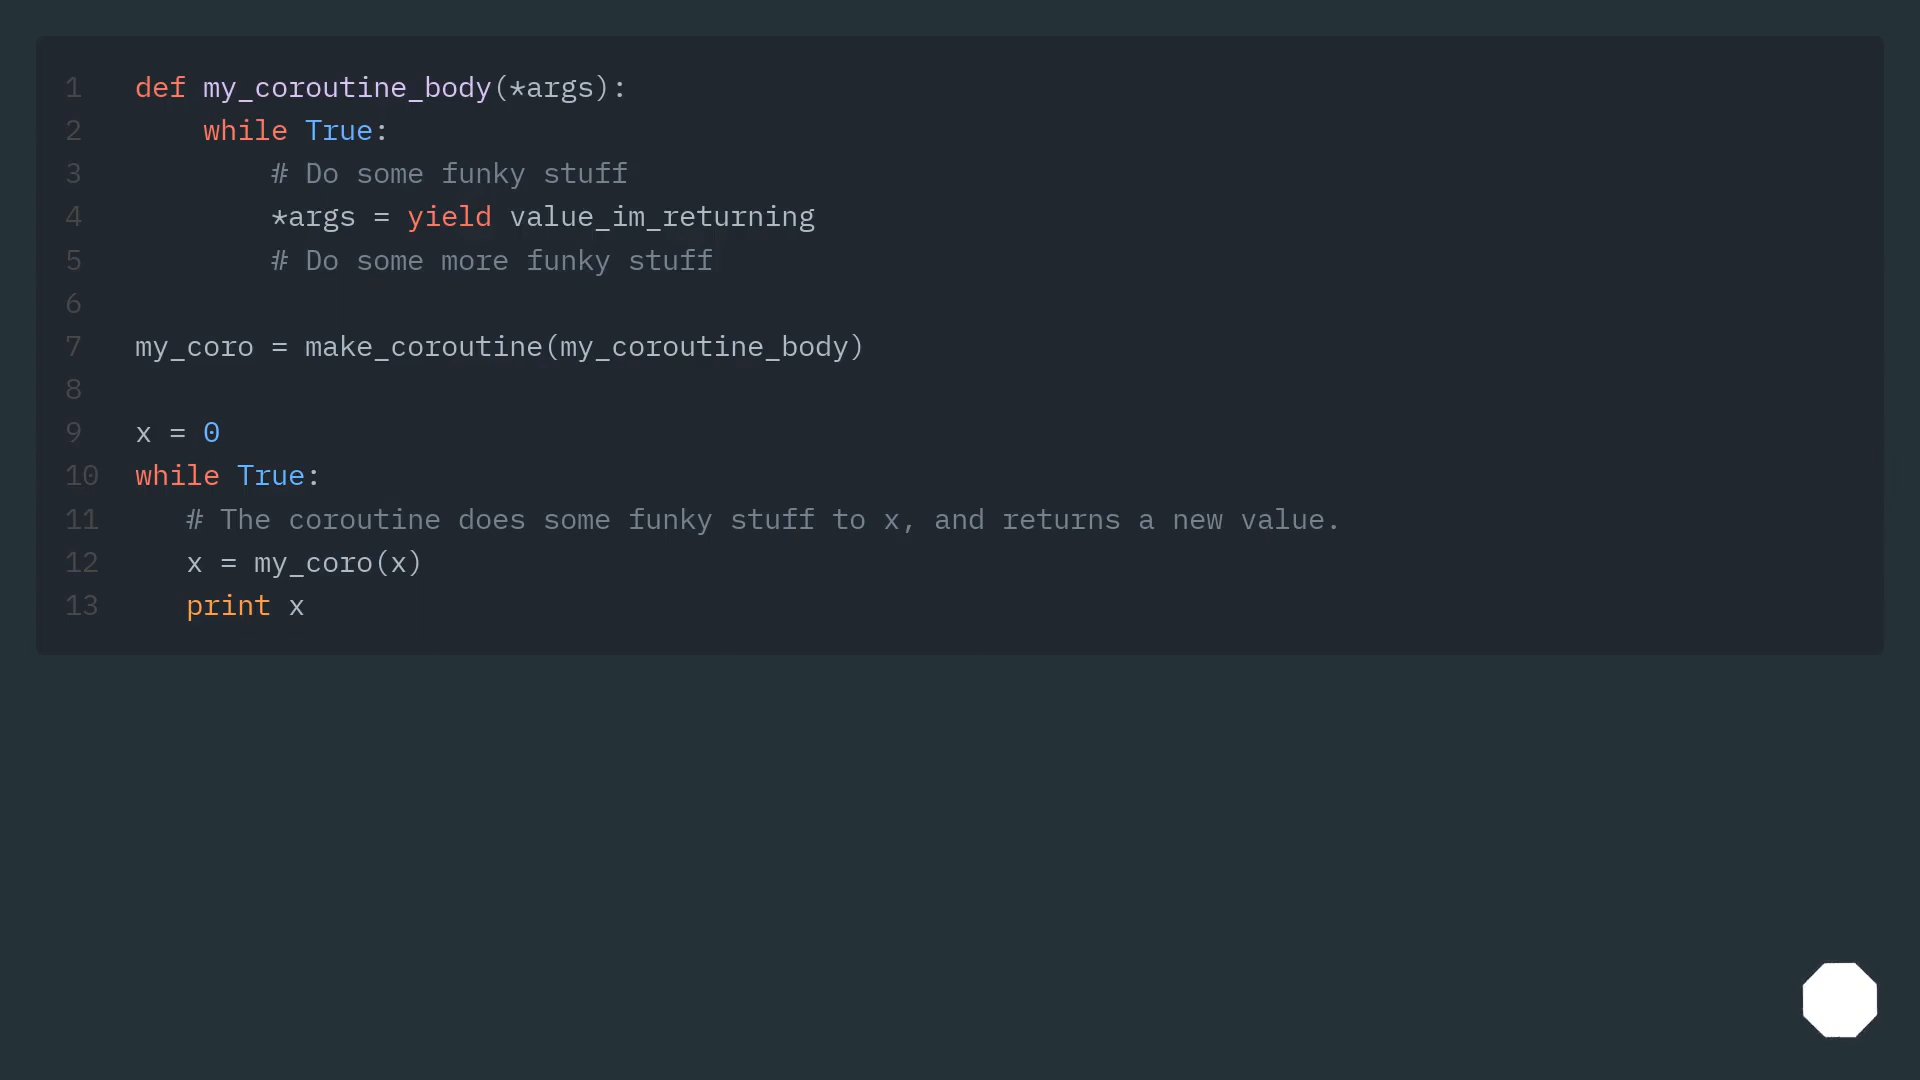 1 def my_coroutine_body(*args):
2     while True:
3         # Do some funky stuff
4         *args = yield value_im_returning
5         # Do some more funky stuff
6
7 my_coro = make_coroutine(my_coroutine_body)
8
9 x = 0
10 while True:
11    # The coroutine does some funky stuff to x, and returns a new value.
12    x = my_coro(x)
13    print x